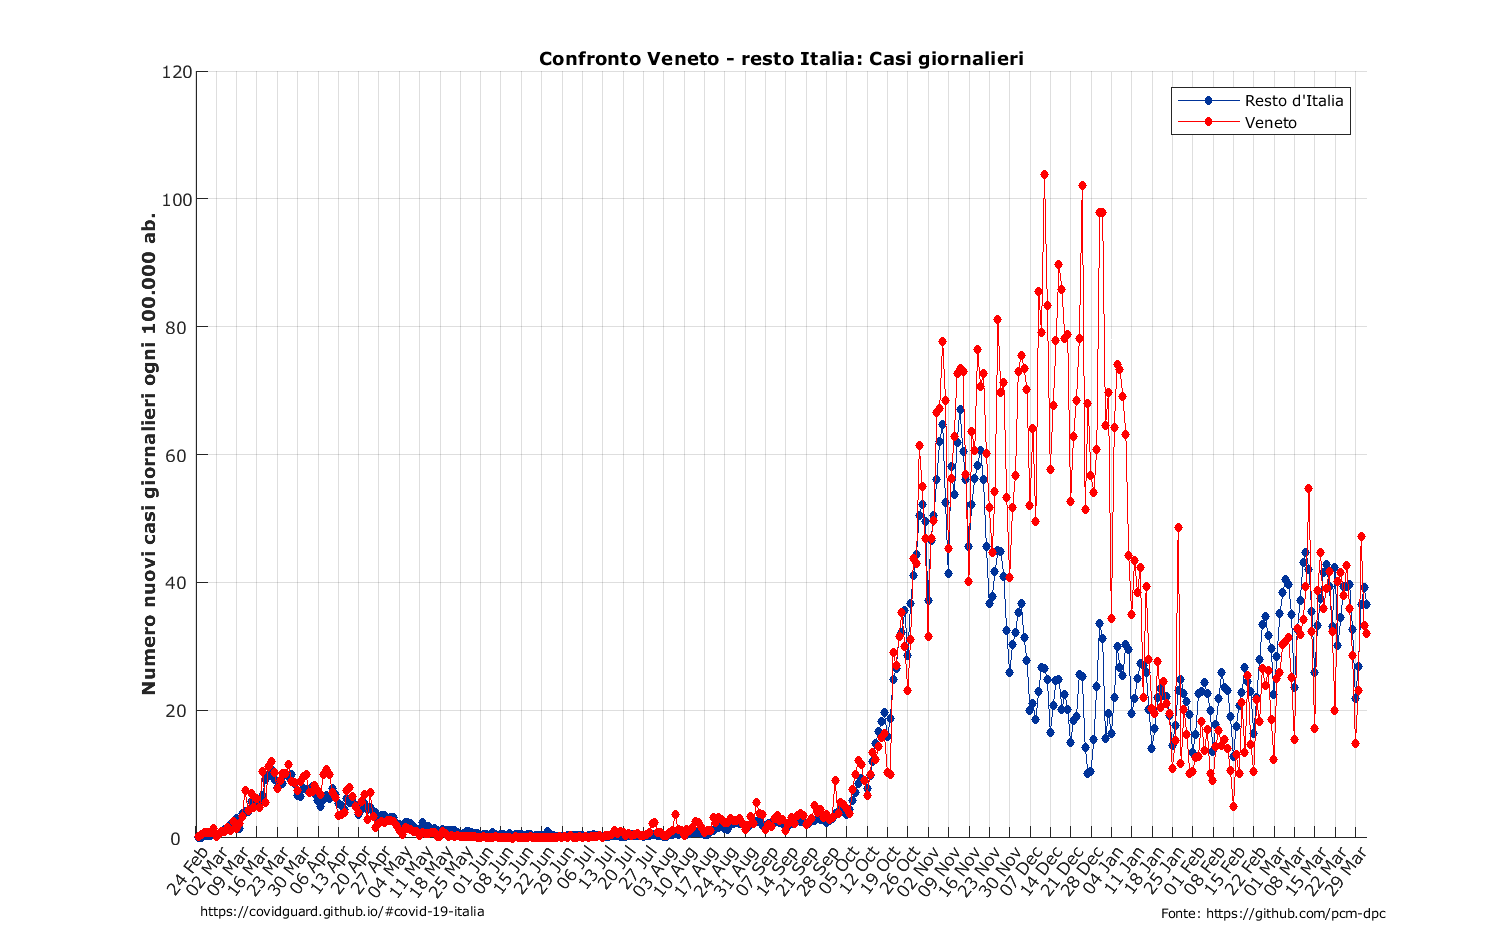 Confronto Veneto - resto Italia: Casi giornalieri
Resto d'Italia
Veneto
Numero nuovi casi giornalieri ogni 100.000 ab.
120
100
80
60
40
20
0
24 Feb
02 Mar
09 Mar
16 Mar
23 Mar
30 Mar
06 Apr
13 Apr
20 Apr
27 Apr
04 May
11 May
18 May
25 May
01 Jun
08 Jun
15 Jun
22 Jun
29 Jun
06 Jul
13 Jul
20 Jul
27 Jul
03 Aug
10 Aug
17 Aug
24 Aug
31 Aug
07 Sep
14 Sep
21 Sep
28 Sep
05 Oct
12 Oct
19 Oct
26 Oct
02 Nov
09 Nov
16 Nov
23 Nov
30 Nov
07 Dec
14 Dec
21 Dec
28 Dec
04 Jan
11 Jan
18 Jan
25 Jan
01 Feb
08 Feb
15 Feb
22 Feb
01 Mar
08 Mar
15 Mar
22 Mar
29 Mar
https://covidguard.github.io/#covid-19-italia
Fonte: https://github.com/pcm-dpc